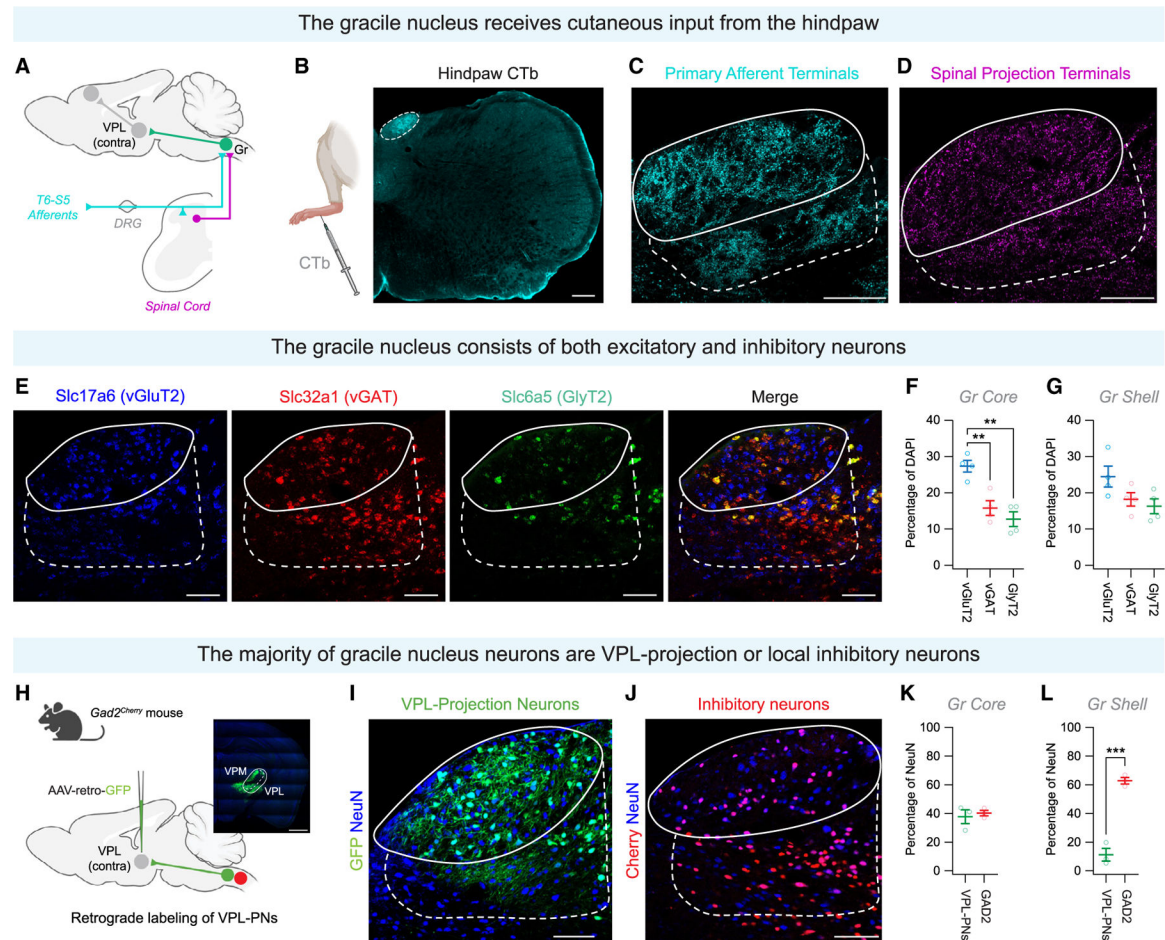 The gracile nucleus receives cutaneous input from the hindpaw
A
VPL
(contra)
Gr
T6-S5
Afferents
DRG
Spinal Cord
B
Hindpaw CTb
CTb
C
Primary Afferent Terminals
D
Spinal Projection Terminals
The gracile nucleus consists of both excitatory and inhibitory neurons
E
Slc17a6 (vGluT2)
Slc32a1 (vGAT)
Slc6a5 (GlyT2)
Merge
F
Gr Core
Percentage of DAPI
40
30
20
10
0
**
**
vGluT2
vGAT
GlyT2
G
Gr Shell
Percentage of DAPI
40
30
20
10
0
vGluT2
vGAT
GlyT2
The majority of gracile nucleus neurons are VPL-projection or local inhibitory neurons
H
Gad2Cherry mouse
VPM
VPL
AAV-retro-GFP
VPL
(contra)
Retrograde labeling of VPL-PNs
I
VPL-Projection Neurons
GFP NeuN
J
Inhibitory neurons
Cherry NeuN
K
Gr Core
Percentage of NeuN
100
80
60
40
20
0
VPL-PNs
GAD2
L
Gr Shell
Percentage of NeuN
100
80
60
40
20
0
***
VPL-PNs
GAD2